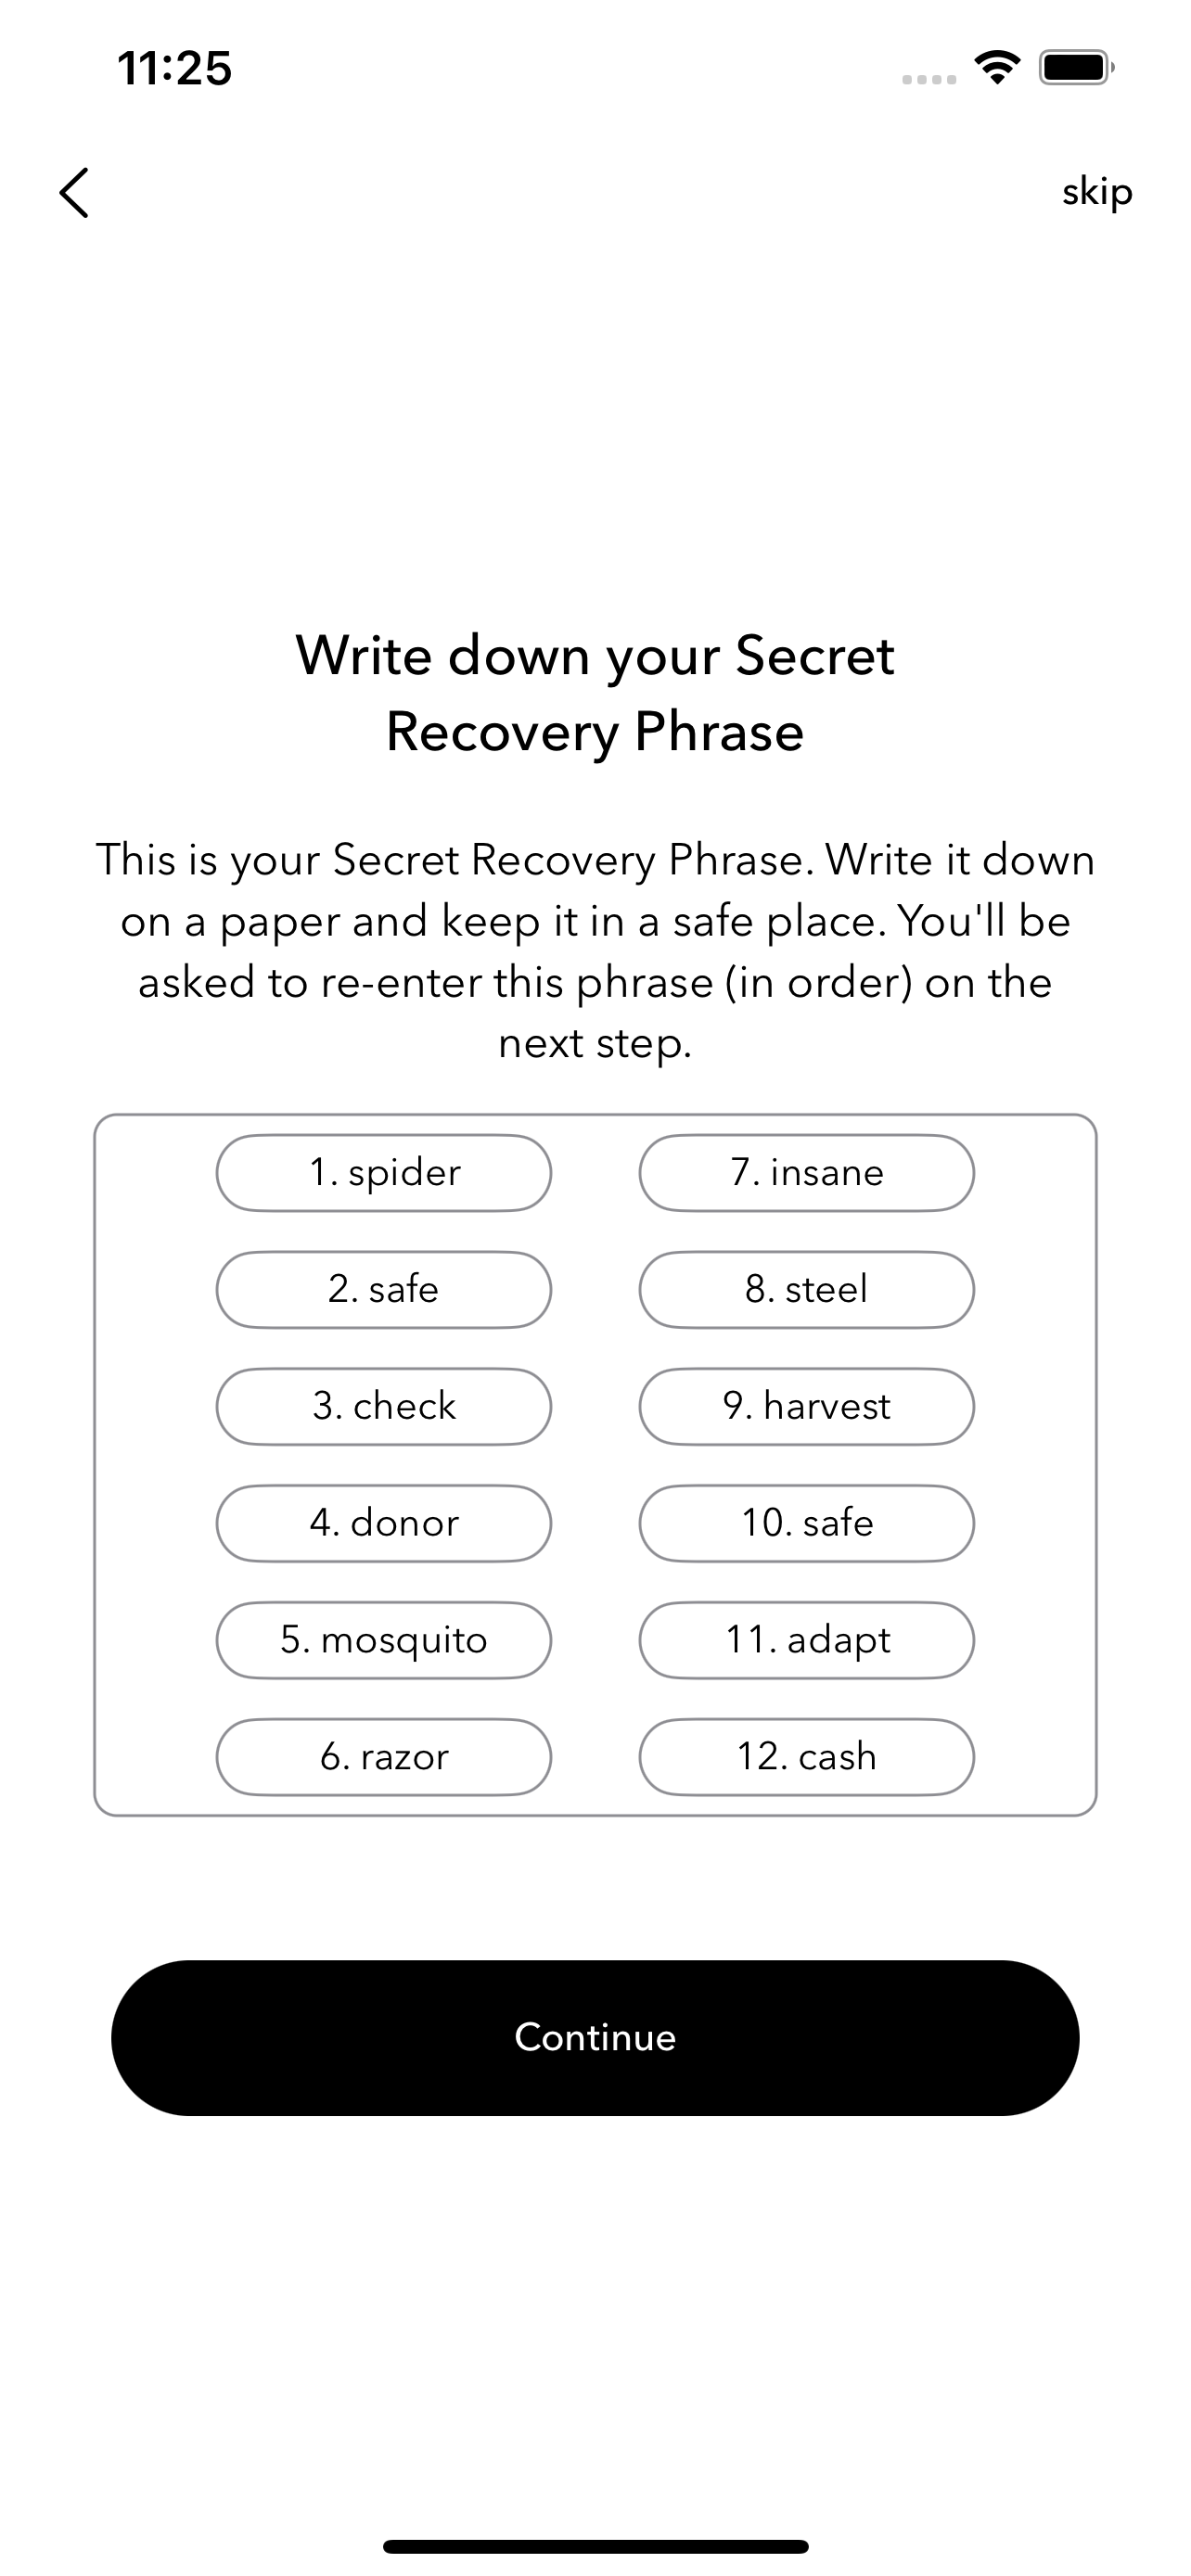 11:25
skip
Write down your Secret
Recovery Phrase
This is your Secret Recovery Phrase. Write it down
on a paper and keep it in a safe place. You'll be
asked to re-enter this phrase (in order) on the
next step.
1. spider
2. safe
3. check
4. donor
5. mosquito
6. razor
7. insane
8. steel
9. harvest
10. safe
11. adapt
12. cash
Continue